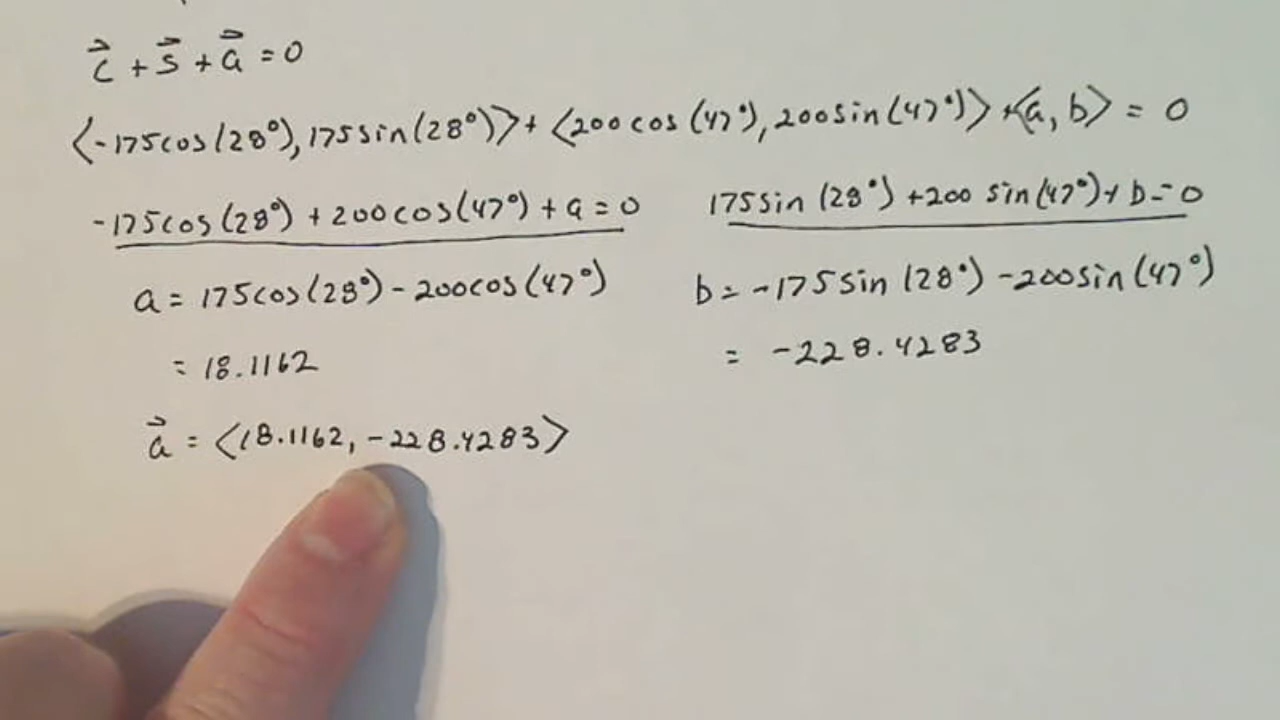 c⃗ + s⃗ + a⃗ = 0
⟨-175cos(28°), 175sin(28°)⟩ + ⟨200cos(47°), 200sin(47°)⟩ + ⟨a, b⟩ = 0
-175cos(28°) + 200cos(47°) + a = 0
a = 175cos(28°) - 200cos(47°)
= 18.1162
a⃗ = ⟨18.1162, -228.4283⟩
175sin(28°) + 200sin(47°) + b = 0
b = -175sin(28°) - 200sin(47°)
= -228.4283